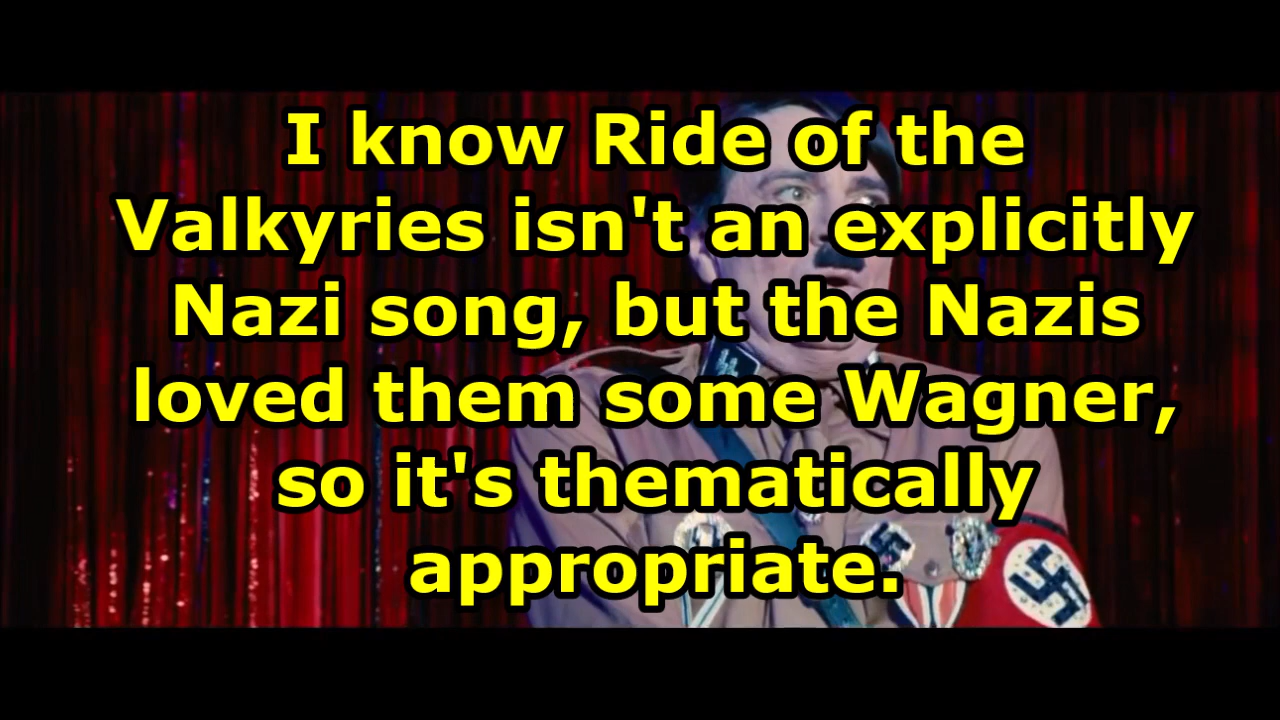 I know Ride of the
Valkyries isn't an explicitly
Nazi song, but the Nazis
loved them some Wagner,
so it's thematically
appropriate.